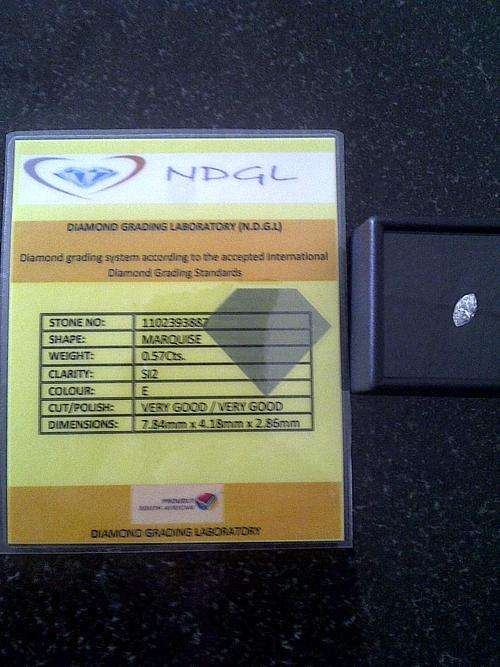 NDGL
DIAMOND GRADING LABORATORY (N.D.G.L)
Diamond grading system according to the accepted International
Diamond Grading Standards
STONE NO: 1102393887
SHAPE: MARQUISE
WEIGHT: 0.57Cts.
CLARITY: SI2
COLOUR: E
CUT/POLISH: VERY GOOD / VERY GOOD
DIMENSIONS: 7.84mm x 4.18mm x 2.86mm
PROUDLY
SOUTH AFRICAN
DIAMOND GRADING LABORATORY